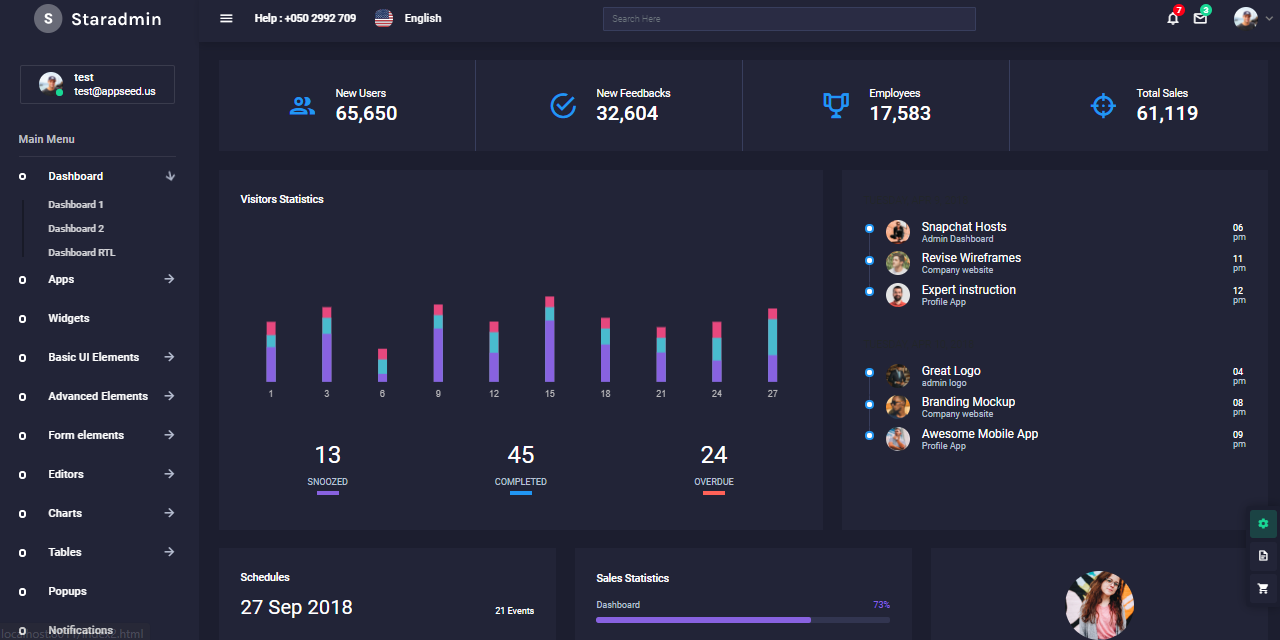 S Staradmin
Help : +050 2992 709
English
Search Here
7
3
test
test@appseed.us
Main Menu
Dashboard
Dashboard 1
Dashboard 2
Dashboard RTL
Apps
Widgets
Basic UI Elements
Advanced Elements
Form elements
Editors
Charts
Tables
Popups
Notifications
New Users
65,650
New Feedbacks
32,604
Employees
17,583
Total Sales
61,119
Visitors Statistics
1 3 6 9 12 15 18 21 24 27
13
SNOOZED
45
COMPLETED
24
OVERDUE
Snapchat Hosts
Admin Dashboard
06
pm
Revise Wireframes
Company website
11
pm
Expert instruction
Profile App
12
pm
Great Logo
admin logo
04
pm
Branding Mockup
Company website
08
pm
Awesome Mobile App
Profile App
09
pm
Schedules
27 Sep 2018
21 Events
Sales Statistics
Dashboard
73%